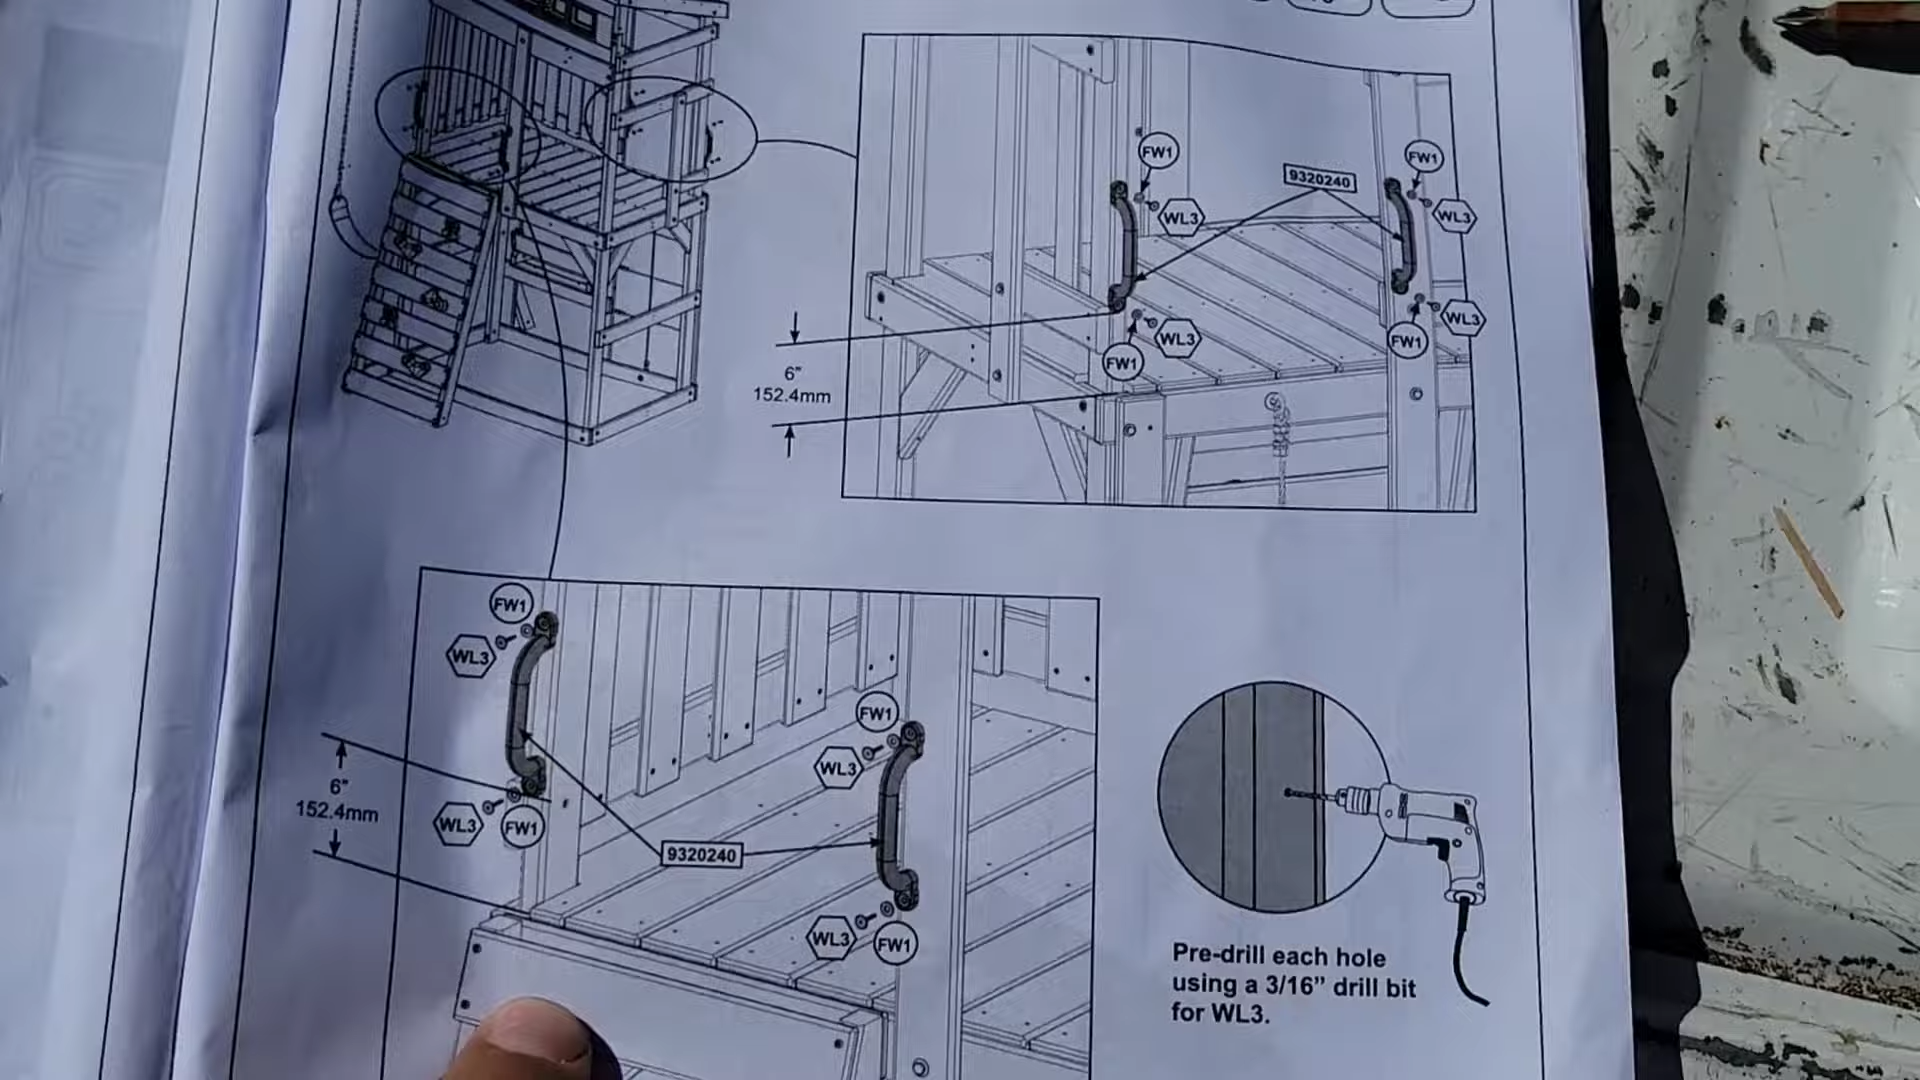 FW1
FW1
9320240
WL3
WL3
WL3
WL3
FW1
FW1
6"
152.4mm
FW1
WL3
FW1
WL3
6"
152.4mm
WL3
FW1
9320240
WL3
FW1
Pre-drill each hole
using a 3/16” drill bit
for WL3.